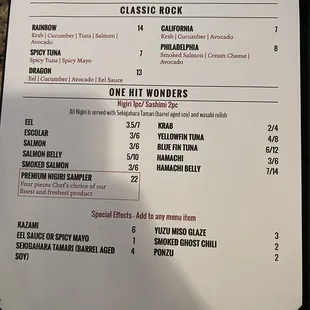 CLASSIC ROCK
RAINBOW 14
Krab | Cucumber | Tuna | Salmon |
Avocado
SPICY TUNA 7
Spicy Tuna | Spicy Mayo
DRAGON 13
Eel | Cucumber | Avocado | Eel Sauce
CALIFORNIA 7
Krab | Cucumber | Avocado
PHILADELPHIA 8
Smoked Salmon | Cream Cheese |
Avocado
ONE HIT WONDERS
Nigiri 1pc/ Sashimi 2pc
All Nigiri is served with Sekigahara Tamari (barrel aged soy) and wasabi relish
EEL 3.5/7
ESCOLAR 3/6
SALMON 3/6
SALMON BELLY 5/10
SMOKED SALMON 3/6
PREMIUM NIGIRI SAMPLER 22
Four pieces Chef's choice of our
finest and freshest product
KRAB 2/4
YELLOWFIN TUNA 4/8
BLUE FIN TUNA 6/12
HAMACHI 3/6
HAMACHI BELLY 7/14
Special Effects - Add to any menu item
KAZAMI 6
EEL SAUCE OR SPICY MAYO 1
SEKIGAHARA TAMARI (BARREL AGED 4
SOY)
YUZU MISO GLAZE 3
SMOKED GHOST CHILI 2
PONZU 2